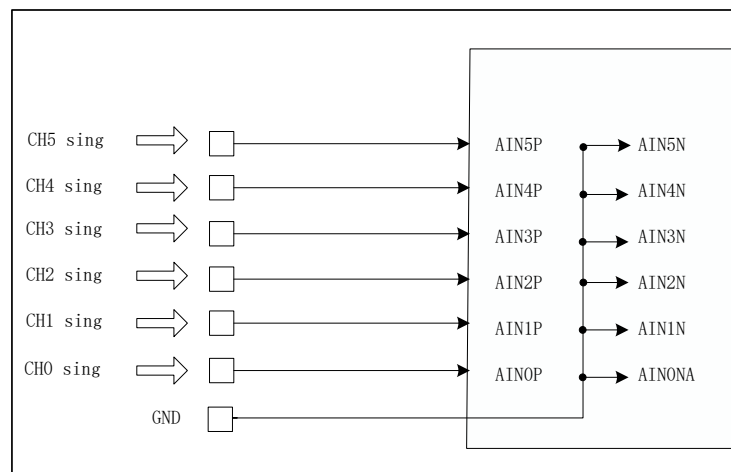 CH5 sing AIN5P AIN5N
CH4 sing AIN4P AIN4N
CH3 sing AIN3P AIN3N
CH2 sing AIN2P AIN2N
CH1 sing AIN1P AIN1N
CH0 sing AIN0P AIN0NA
GND